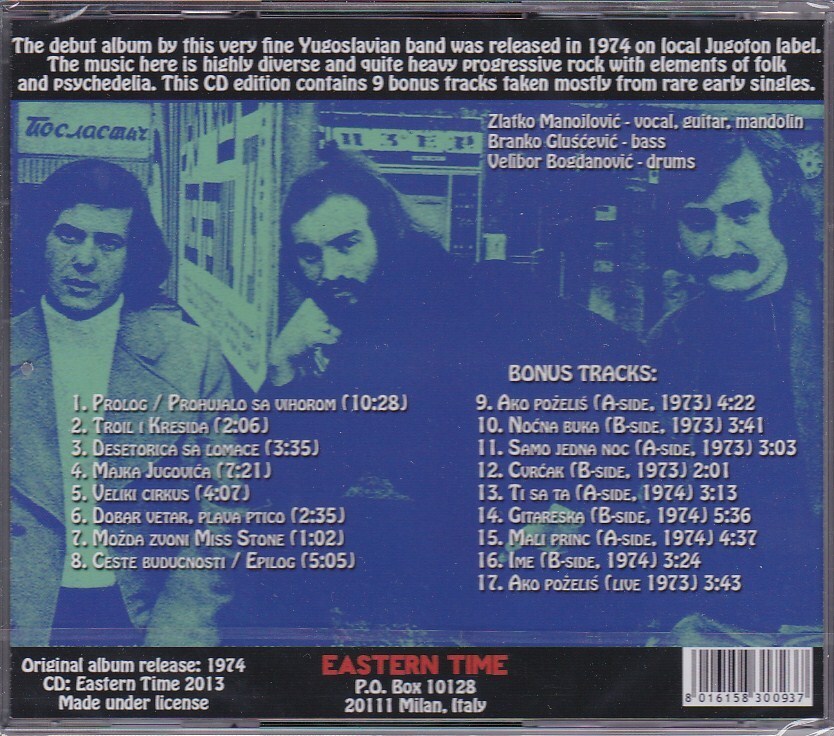 The debut album by this very fine Yugoslavian band was released in 1974 on local Jugoton label.
The music here is highly diverse and quite heavy progressive rock with elements of folk
and psychedelia. This CD edition contains 9 bonus tracks taken mostly from rare early singles.
Посластич
ИЗЕР
Zlatko Manojlović - vocal, guitar, mandolin
Branko Glušćević - bass
Velibor Bogdanović - drums
1. Prolog / Prohujalo sa vihorom (10:28)
2. Troil i Kresida (2:06)
3. Desetorica sa lomace (3:35)
4. Majka Jugovića (7:21)
5. Veliki cirkus (4:07)
6. Dobar vetar, plava ptico (2:35)
7. Možda zvoni Miss Stone (1:02)
8. Ceste budućnosti / Epilog (5:05)
BONUS TRACKS:
9. Ako poželiš (A-side, 1973) 4:22
10. Noćna buka (B-side, 1973) 3:41
11. Samo jedna noc (A-side, 1973) 3:03
12. Cvrčak (B-side, 1973) 2:01
13. Ti sa ta (A-side, 1974) 3:13
14. Gitareska (B-side, 1974) 5:36
15. Mali princ (A-side, 1974) 4:37
16. Ime (B-side, 1974) 3:24
17. Ako poželiš (live 1973) 3:43
Original album release: 1974
CD: Eastern Time 2013
Made under license
EASTERN TIME
P.O. Box 10128
20111 Milan, Italy
8 016158 300937